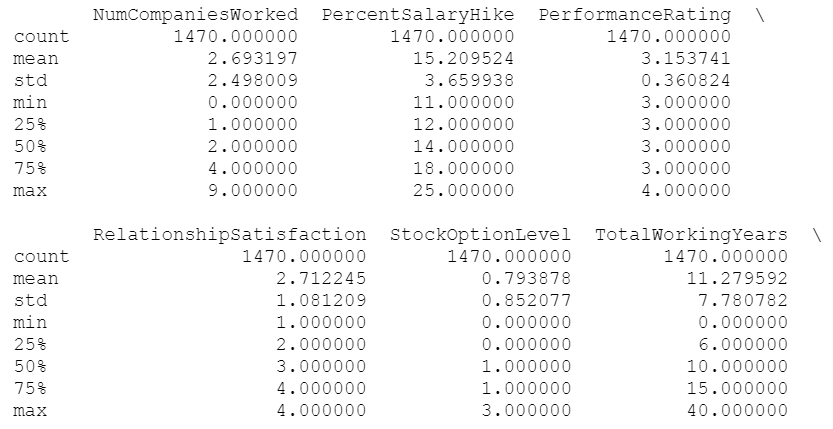 NumCompaniesWorked PercentSalaryHike PerformanceRating \
count 1470.000000 1470.000000 1470.000000
mean 2.693197 15.209524 3.153741
std 2.498009 3.659938 0.360824
min 0.000000 11.000000 3.000000
25% 1.000000 12.000000 3.000000
50% 2.000000 14.000000 3.000000
75% 4.000000 18.000000 3.000000
max 9.000000 25.000000 4.000000
RelationshipSatisfaction StockOptionLevel TotalWorkingYears \
count 1470.000000 1470.000000 1470.000000
mean 2.712245 0.793878 11.279592
std 1.081209 0.852077 7.780782
min 1.000000 0.000000 0.000000
25% 2.000000 0.000000 6.000000
50% 3.000000 1.000000 10.000000
75% 4.000000 1.000000 15.000000
max 4.000000 3.000000 40.000000